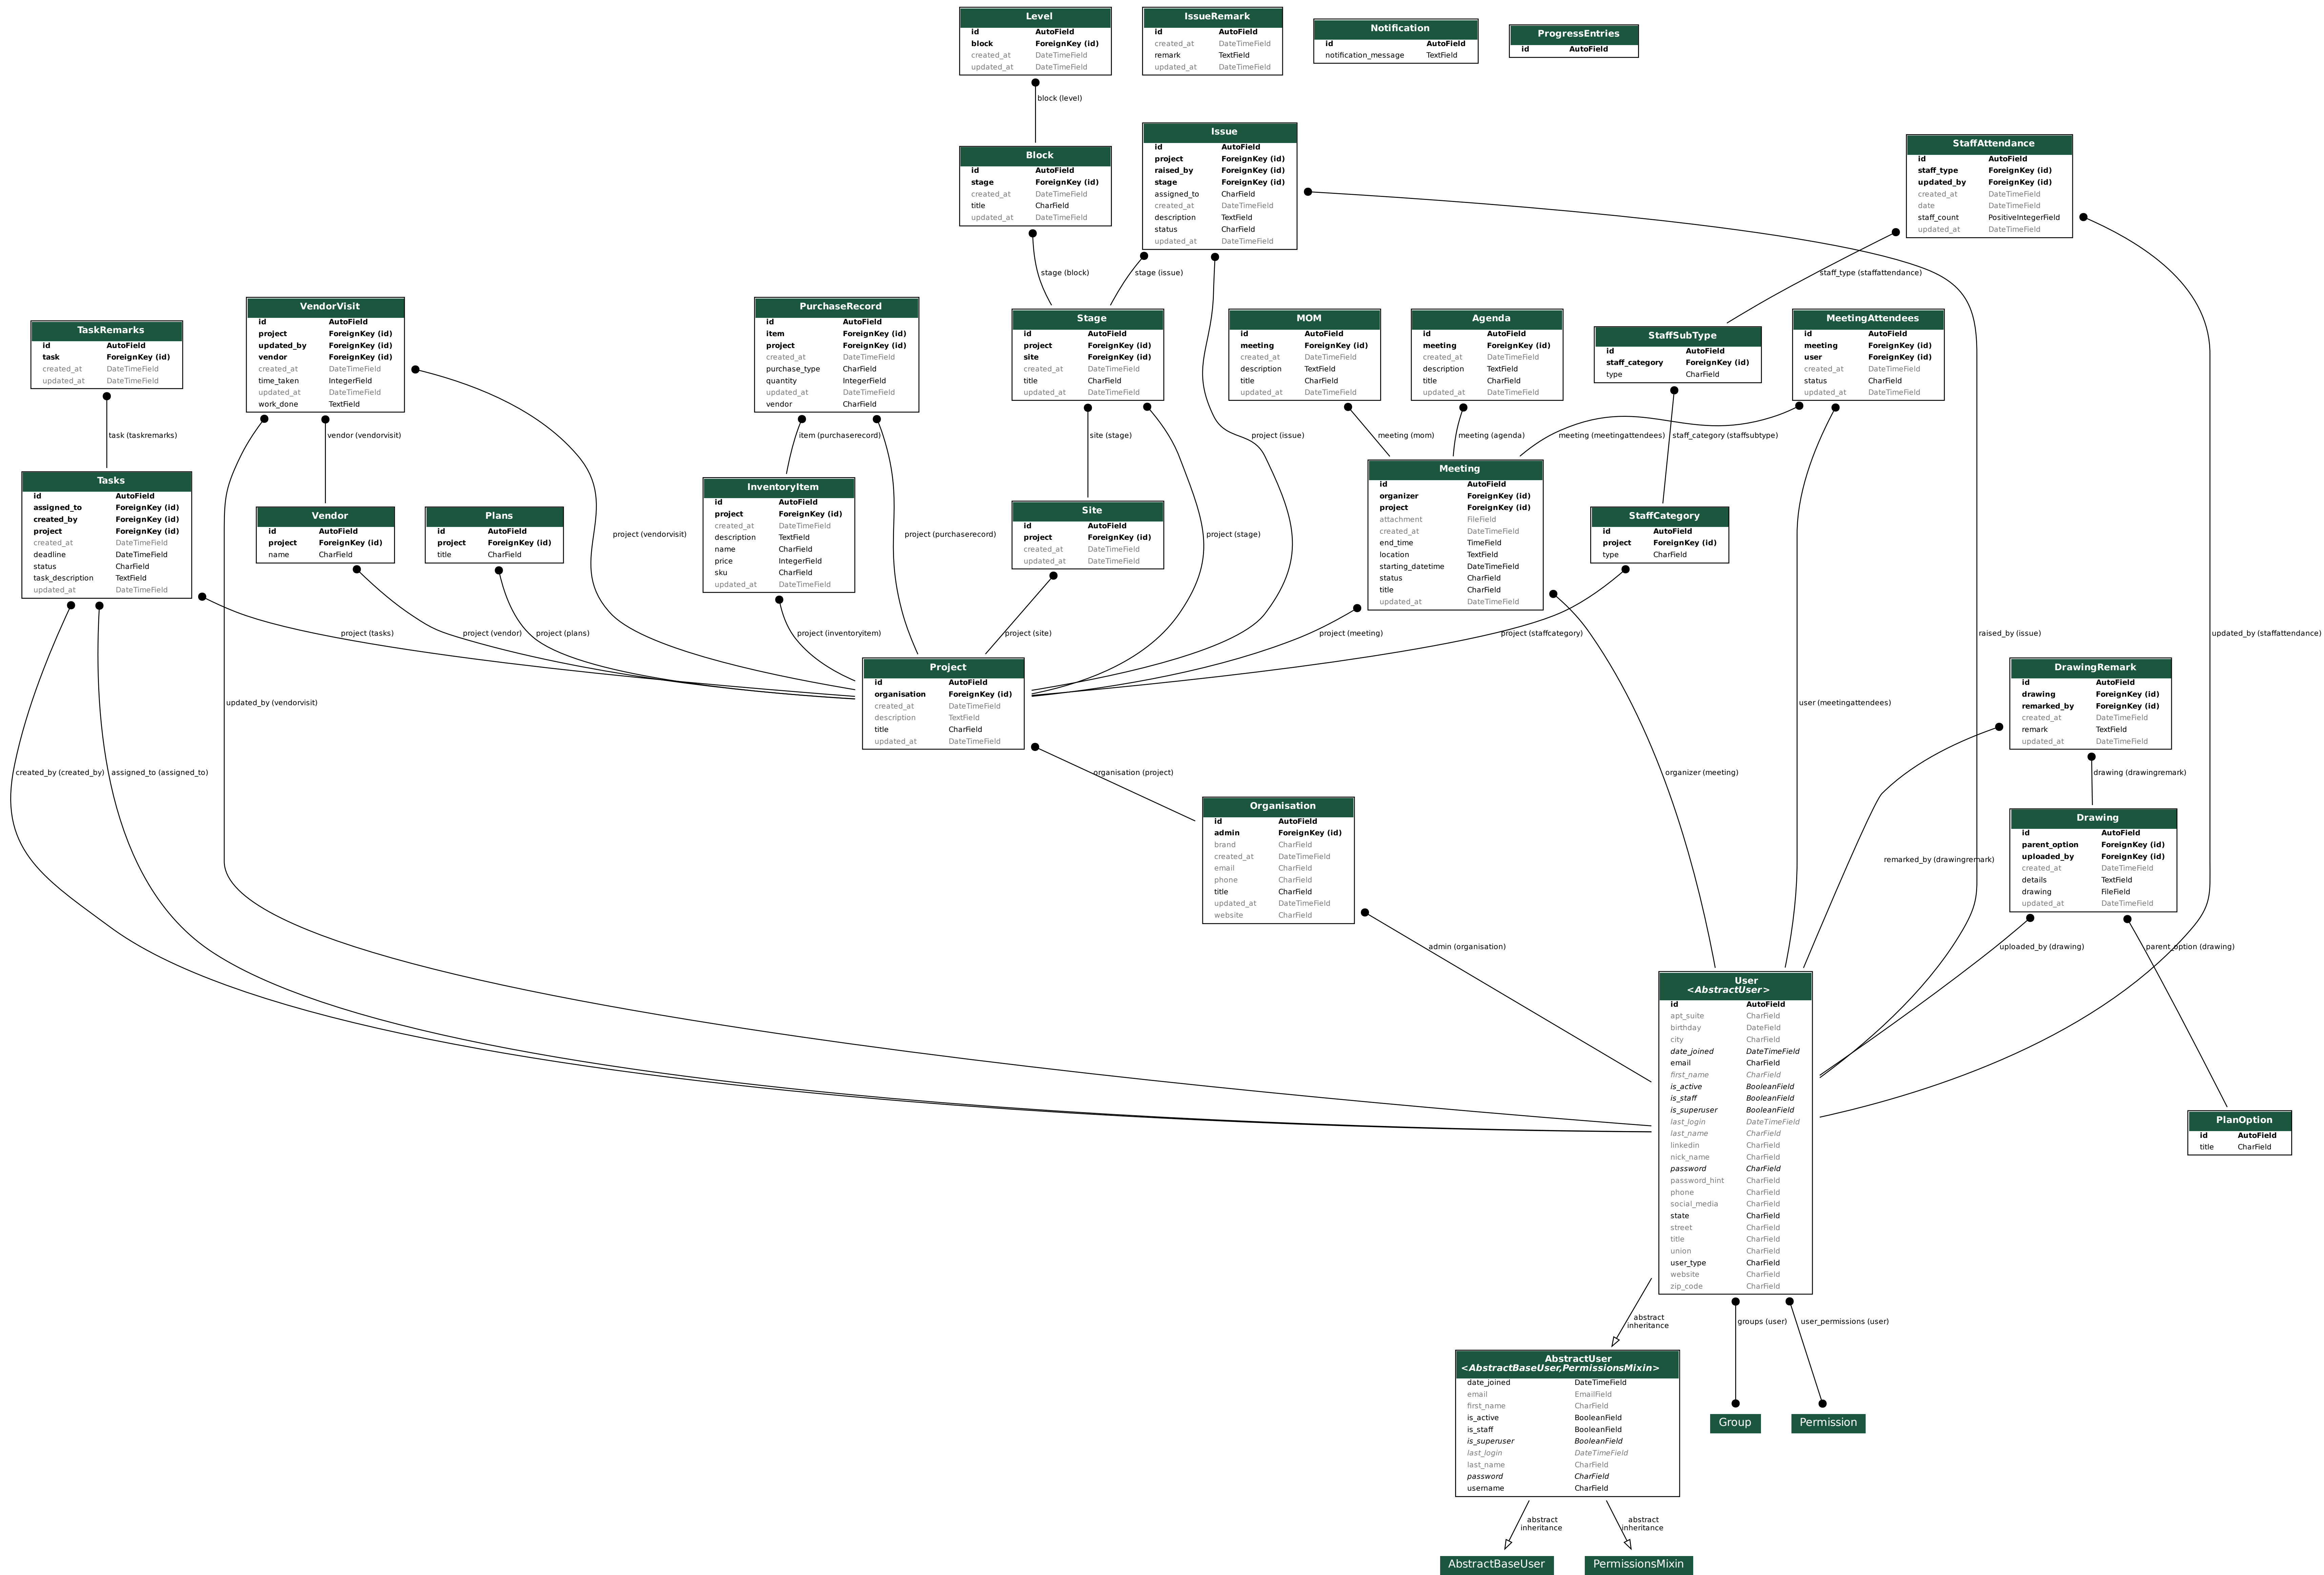 Level
id AutoField
block ForeignKey (id)
created_at DateTimeField
updated_at DateTimeField
IssueRemark
id AutoField
created_at DateTimeField
remark TextField
updated_at DateTimeField
Notification
id AutoField
notification_message TextField
ProgressEntries
id AutoField
block (level)
Block
id AutoField
stage ForeignKey (id)
created_at DateTimeField
title CharField
updated_at DateTimeField
Issue
id AutoField
project ForeignKey (id)
raised_by ForeignKey (id)
stage ForeignKey (id)
assigned_to CharField
created_at DateTimeField
description TextField
status CharField
updated_at DateTimeField
StaffAttendance
id AutoField
staff_type ForeignKey (id)
updated_by ForeignKey (id)
created_at DateTimeField
date DateTimeField
staff_count PositiveIntegerField
updated_at DateTimeField
stage (block)
stage (issue)
staff_type (staffattendance)
TaskRemarks
id AutoField
task ForeignKey (id)
created_at DateTimeField
updated_at DateTimeField
VendorVisit
id AutoField
project ForeignKey (id)
updated_by ForeignKey (id)
vendor ForeignKey (id)
created_at DateTimeField
time_taken IntegerField
updated_at DateTimeField
work_done TextField
PurchaseRecord
id AutoField
item ForeignKey (id)
project ForeignKey (id)
created_at DateTimeField
purchase_type CharField
quantity IntegerField
updated_at DateTimeField
vendor CharField
Stage
id AutoField
project ForeignKey (id)
site ForeignKey (id)
created_at DateTimeField
title CharField
updated_at DateTimeField
MOM
id AutoField
meeting ForeignKey (id)
created_at DateTimeField
description TextField
title CharField
updated_at DateTimeField
Agenda
id AutoField
meeting ForeignKey (id)
created_at DateTimeField
description TextField
title CharField
updated_at DateTimeField
StaffSubType
id AutoField
staff_category ForeignKey (id)
type CharField
MeetingAttendees
id AutoField
meeting ForeignKey (id)
user ForeignKey (id)
created_at DateTimeField
status CharField
updated_at DateTimeField
task (taskremarks)
vendor (vendorvisit)
item (purchaserecord)
site (stage)
project (issue)
meeting (mom)
meeting (agenda)
meeting (meetingattendees)
staff_category (staffsubtype)
Tasks
id AutoField
assigned_to ForeignKey (id)
created_by ForeignKey (id)
project ForeignKey (id)
created_at DateTimeField
deadline DateTimeField
status CharField
task_description TextField
updated_at DateTimeField
Vendor
id AutoField
project ForeignKey (id)
name CharField
Plans
id AutoField
project ForeignKey (id)
title CharField
project (vendorvisit)
InventoryItem
id AutoField
project ForeignKey (id)
created_at DateTimeField
description TextField
name CharField
price IntegerField
sku CharField
updated_at DateTimeField
project (purchaserecord)
Site
id AutoField
project ForeignKey (id)
created_at DateTimeField
updated_at DateTimeField
project (stage)
Meeting
id AutoField
organizer ForeignKey (id)
project ForeignKey (id)
attachment FileField
created_at DateTimeField
end_time TimeField
location TextField
starting_datetime DateTimeField
status CharField
title CharField
updated_at DateTimeField
StaffCategory
id AutoField
project ForeignKey (id)
type CharField
project (tasks)
project (vendor)
project (plans)
project (inventoryitem)
project (site)
project (meeting)
project (staffcategory)
raised_by (issue)
updated_by (staffattendance)
Project
id AutoField
organisation ForeignKey (id)
created_at DateTimeField
description TextField
title CharField
updated_at DateTimeField
updated_by (vendorvisit)
user (meetingattendees)
DrawingRemark
id AutoField
drawing ForeignKey (id)
remarked_by ForeignKey (id)
created_at DateTimeField
remark TextField
updated_at DateTimeField
created_by (created_by)
assigned_to (assigned_to)
organisation (project)
organizer (meeting)
drawing (drawingremark)
Organisation
id AutoField
admin ForeignKey (id)
brand CharField
created_at DateTimeField
email CharField
phone CharField
title CharField
updated_at DateTimeField
website CharField
remarked_by (drawingremark)
Drawing
id AutoField
parent_option ForeignKey (id)
uploaded_by ForeignKey (id)
created_at DateTimeField
details TextField
drawing FileField
updated_at DateTimeField
admin (organisation)
uploaded_by (drawing)
parent_option (drawing)
User
<AbstractUser>
id AutoField
apt_suite CharField
birthday DateField
city CharField
date_joined DateTimeField
email CharField
first_name CharField
is_active BooleanField
is_staff BooleanField
is_superuser BooleanField
last_login DateTimeField
last_name CharField
linkedin CharField
nick_name CharField
password CharField
password_hint CharField
phone CharField
social_media CharField
state CharField
street CharField
title CharField
union CharField
user_type CharField
website CharField
zip_code CharField
PlanOption
id AutoField
title CharField
abstract
inheritance
groups (user)
user_permissions (user)
AbstractUser
<AbstractBaseUser,PermissionsMixin>
date_joined DateTimeField
email EmailField
first_name CharField
is_active BooleanField
is_staff BooleanField
is_superuser BooleanField
last_login DateTimeField
last_name CharField
password CharField
username CharField
Group
Permission
abstract
inheritance
abstract
inheritance
AbstractBaseUser
PermissionsMixin